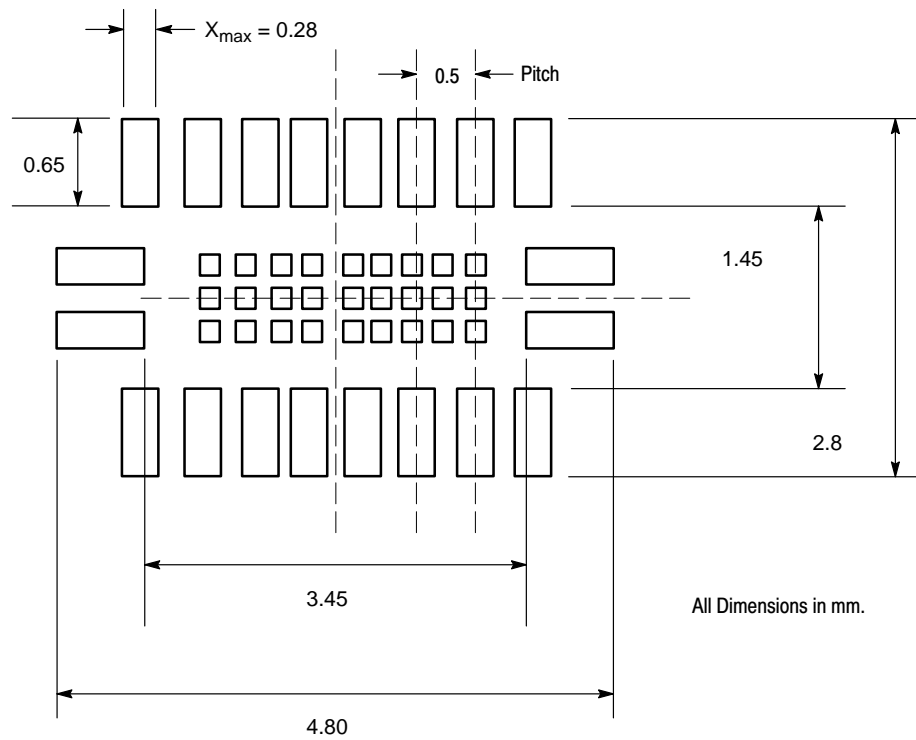 Xmax = 0.28
0.5 Pitch
0.65
1.45
2.8
3.45
All Dimensions in mm.
4.80